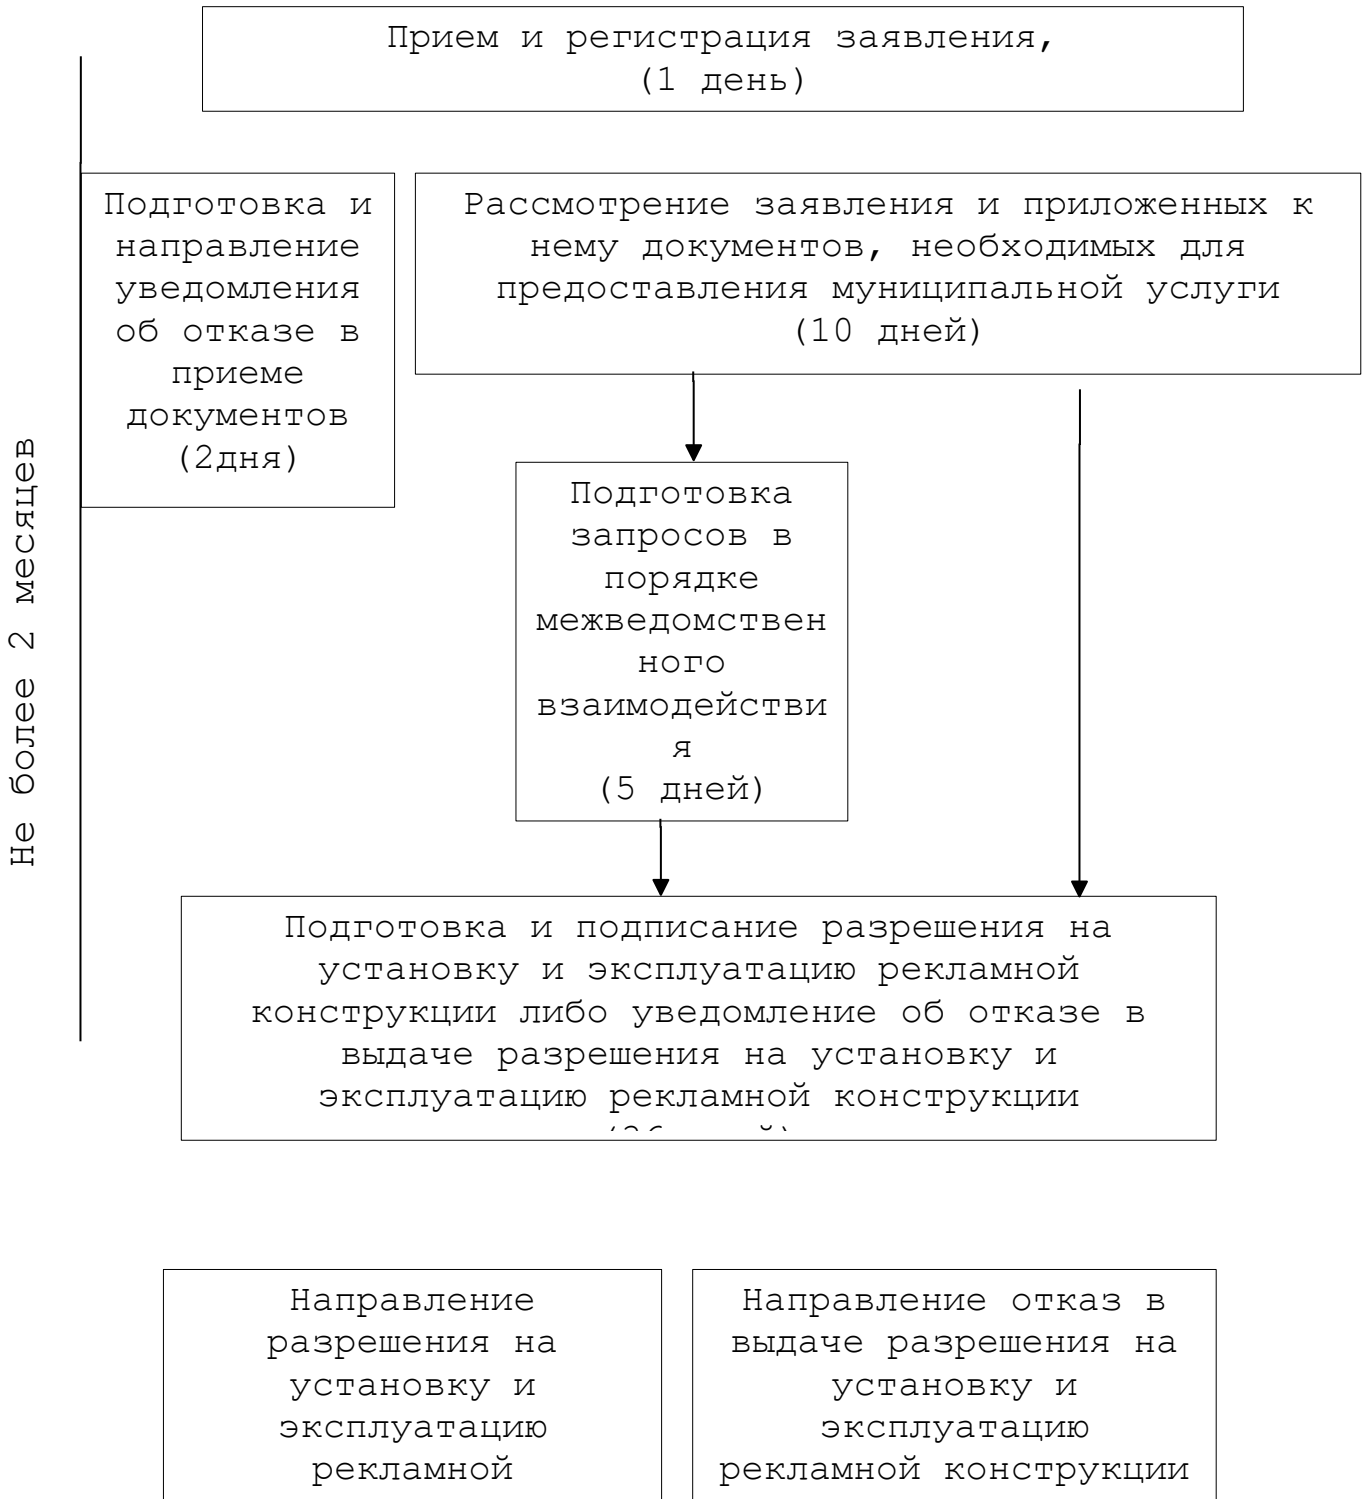 Прием и регистрация заявления,
(1 день)
Подготовка и
направление
уведомления
об отказе в
приеме
документов
(2дня)
Рассмотрение заявления и приложенных к
нему документов, необходимых для
предоставления муниципальной услуги
(10 дней)
Не более 2 месяцев
Подготовка
запросов в
порядке
межведомствен
ного
взаимодействи
я
(5 дней)
Подготовка и подписание разрешения на
установку и эксплуатацию рекламной
конструкции либо уведомление об отказе в
выдаче разрешения на установку и
эксплуатацию рекламной конструкции
Направление
разрешения на
установку и
эксплуатацию
рекламной
Направление отказ в
выдаче разрешения на
установку и
эксплуатацию
рекламной конструкции